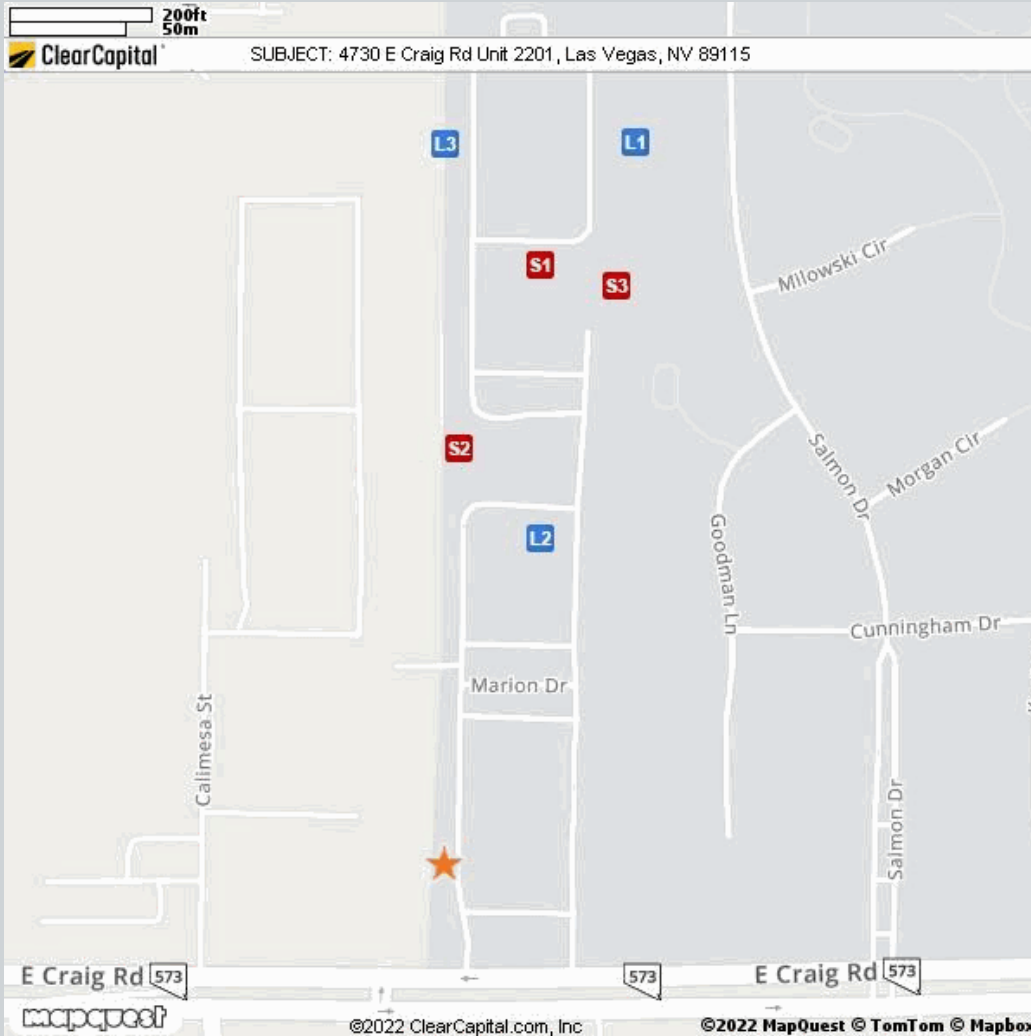 200ft
50m
ClearCapital
SUBJECT: 4730 E Craig Rd Unit 2201, Las Vegas, NV 89115
L3
L1
S1
S3
Milowski Cir
S2
Salmon Dr
Morgan Cir
L2
Goodman Ln
Cunningham Dr
Marion Dr
Calimesa St
Salmon Dr
E Craig Rd 573
573
E Craig Rd 573
mapquest
©2022 ClearCapital.com, Inc
©2022 MapQuest © TomTom © Mapbox